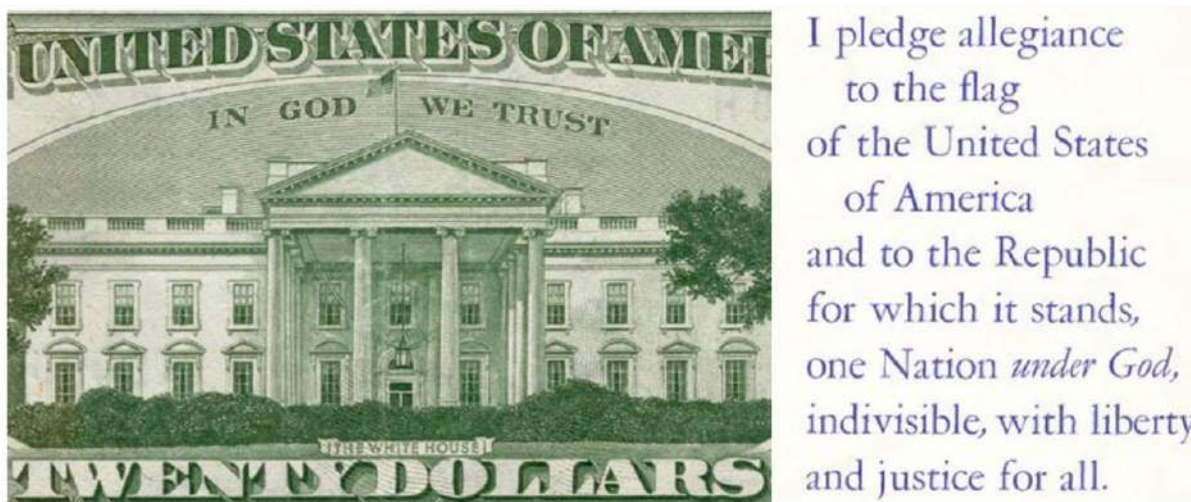 UNITED STATES OF AME
IN GOD WE TRUST
THE WHITE HOUSE
TWENTY DOLLARS
I pledge allegiance
to the flag
of the United States
of America
and to the Republic
for which it stands,
one Nation under God,
indivisible, with liberty
and justice for all.